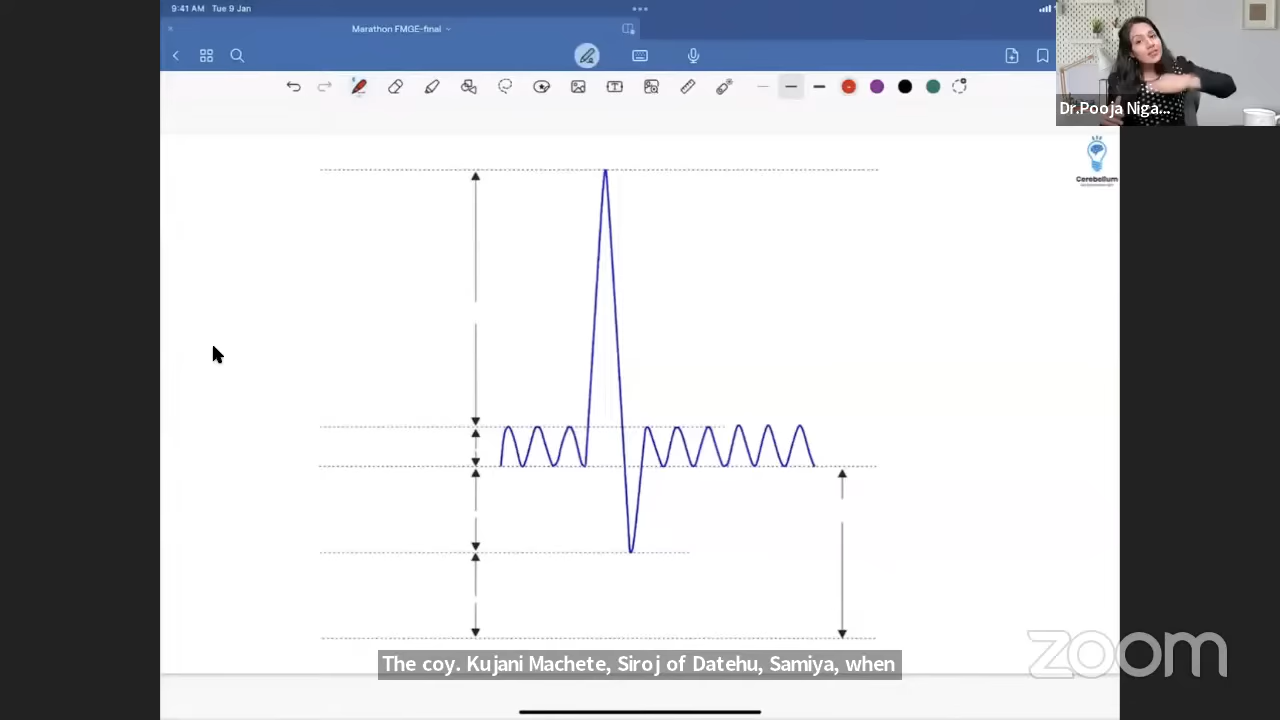 9:41 AM Tue 9 Jan
Marathon FMGE-final
Dr.Pooja Niga...
Cerebellum
The coy. Kujani Machete, Siroj of Datehu, Samiya, when
zoom